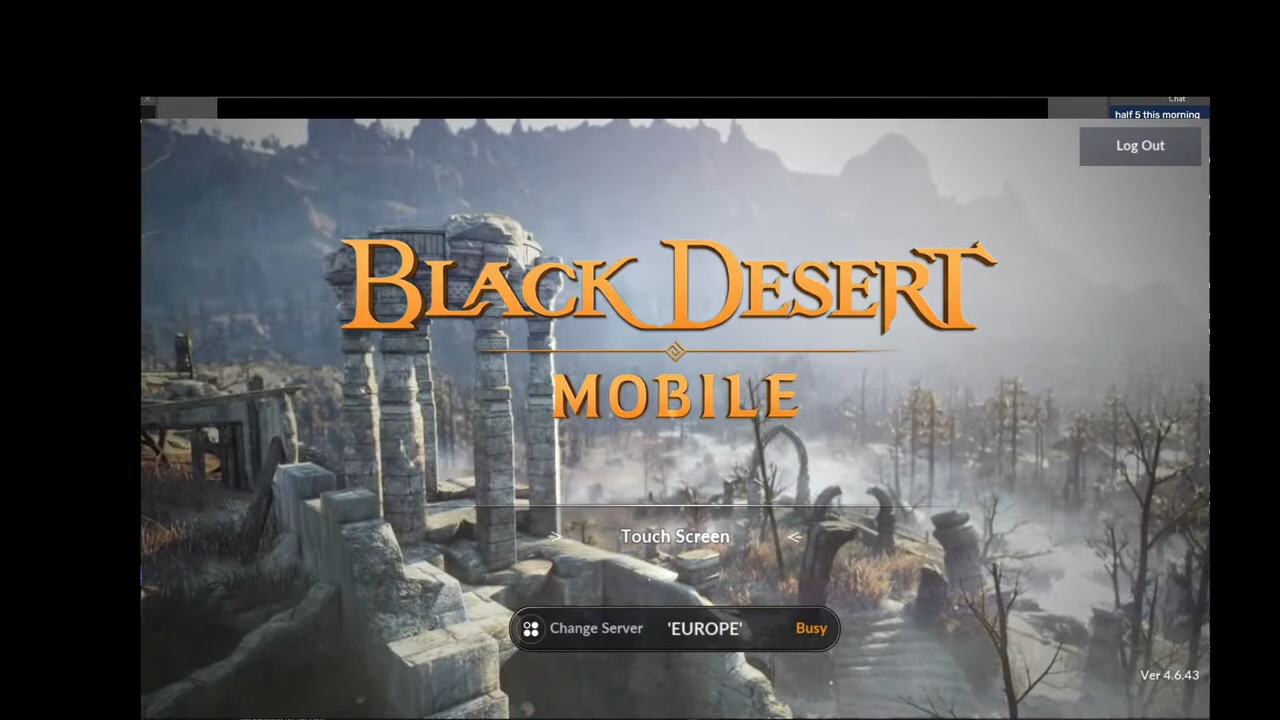 Chat
half 5 this morning
Log Out
BLACK DESERT
MOBILE
Touch Screen
Change Server 'EUROPE' Busy
Ver 4.6.43